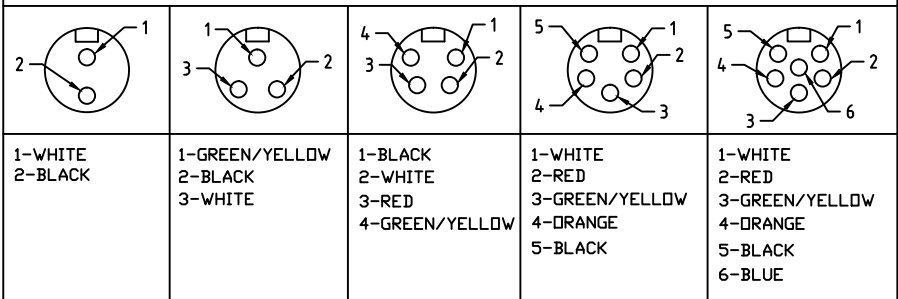 1
2
1
3
2
4
1
3
2
5
1
2
4
3
5
1
4
2
3
6
1-WHITE
2-BLACK
1-GREEN/YELLOW
2-BLACK
3-WHITE
1-BLACK
2-WHITE
3-RED
4-GREEN/YELLOW
1-WHITE
2-RED
3-GREEN/YELLOW
4-ORANGE
5-BLACK
1-WHITE
2-RED
3-GREEN/YELLOW
4-ORANGE
5-BLACK
6-BLUE